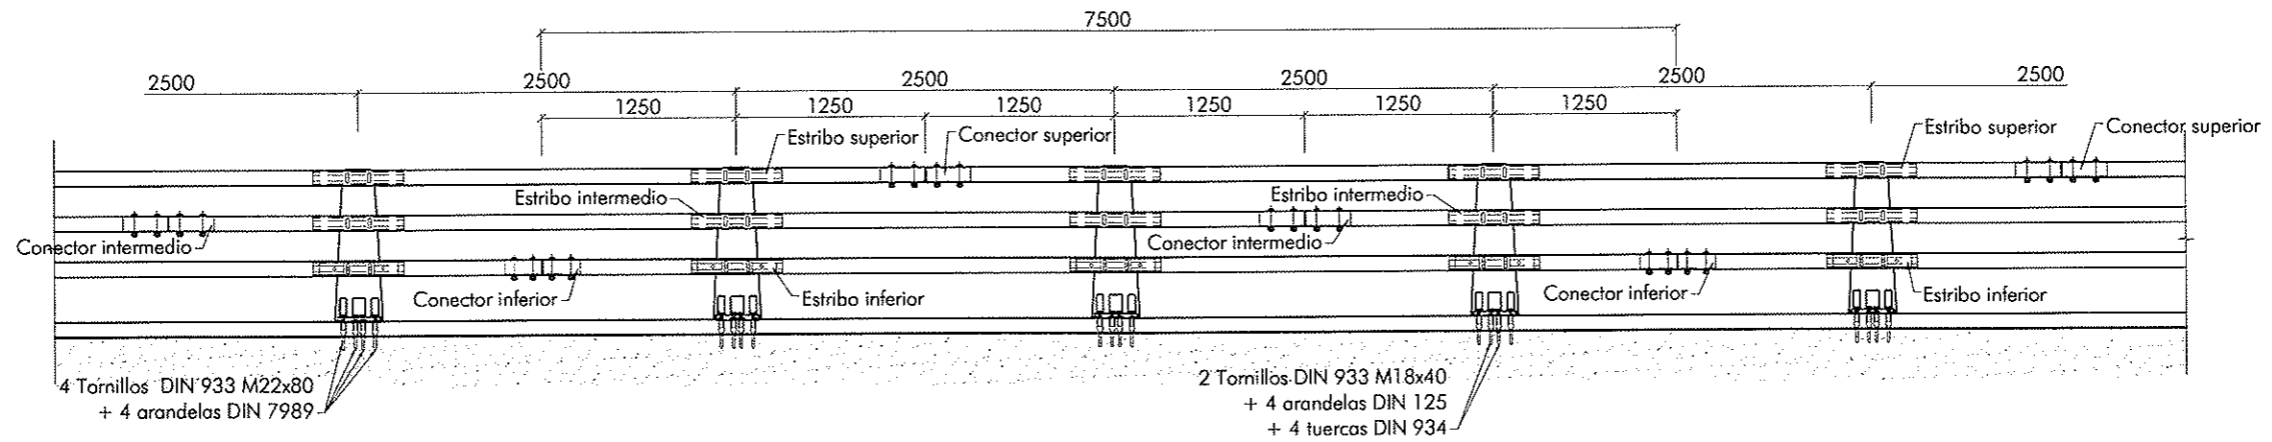 7500
2500
2500
2500
2500
2500
2500
1250
1250
1250
1250
1250
1250
Estribo superior
Conector superior
Estribo superior
Conector superior
Estribo intermedio
Estribo intermedio
Conector intermedio
Conector intermedio
Conector inferior
Estribo inferior
Conector inferior
Estribo inferior
4 Tornillos DIN 933 M22x80
+ 4 arandelas DIN 7989
2 Tornillos DIN 933 M18x40
+ 4 arandelas DIN 125
+ 4 tuercas DIN 934